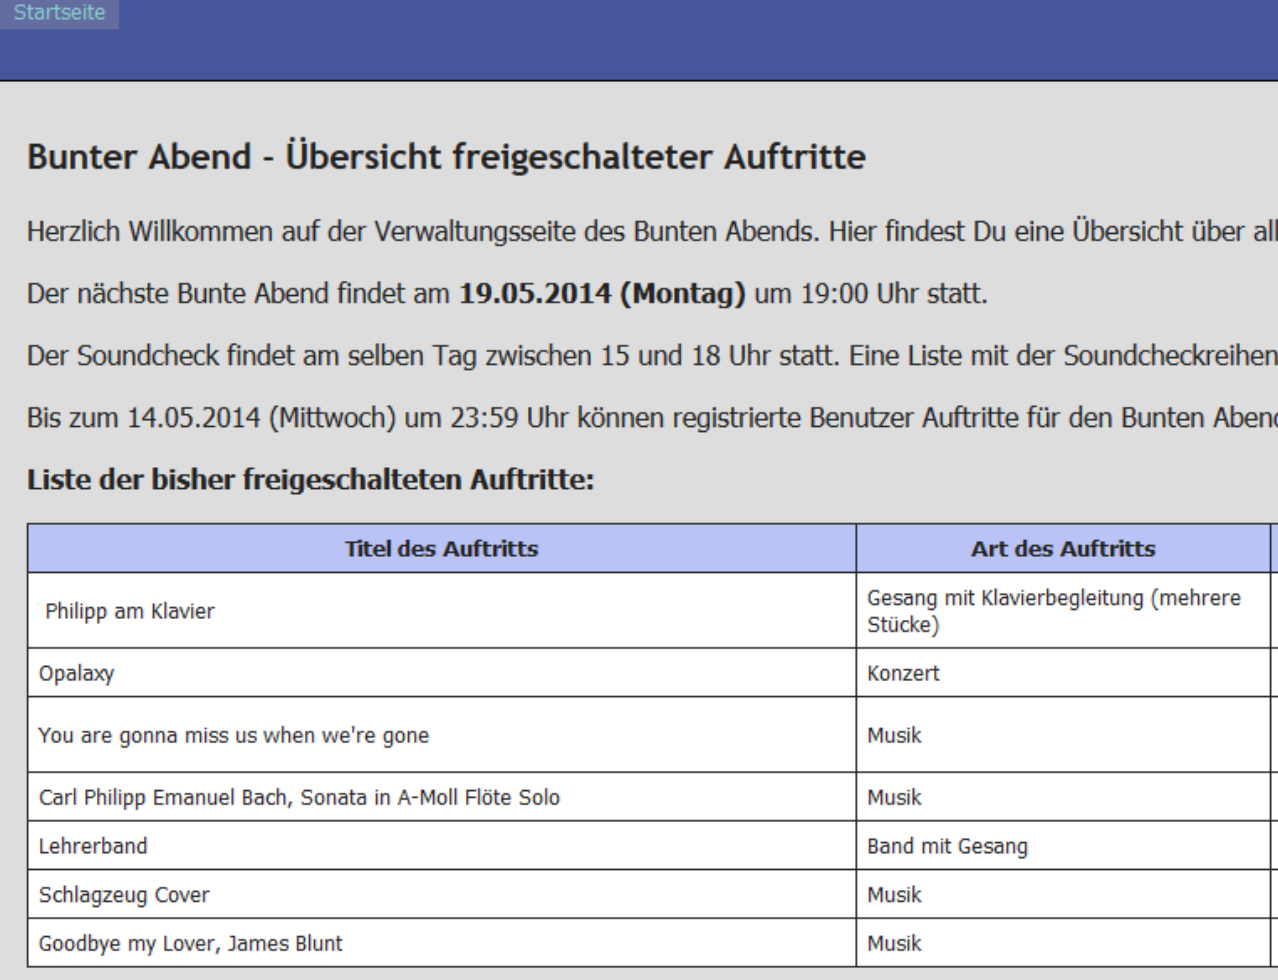 Startseite
Bunter Abend - Übersicht freigeschalteter Auftritte
Herzlich Willkommen auf der Verwaltungsseite des Bunten Abends. Hier findest Du eine Übersicht über
Der nächste Bunte Abend findet am 19.05.2014 (Montag) um 19:00 Uhr statt.
Der Soundcheck findet am selben Tag zwischen 15 und 18 Uhr statt. Eine Liste mit der Soundcheckreihen
Bis zum 14.05.2014 (Mittwoch) um 23:59 Uhr können registrierte Benutzer Auftritte für den Bunten
Liste der bisher freigeschalteten Auftritte:
Titel des Auftritts Art des Auftritts
Philipp am Klavier Gesang mit Klavierbegleitung (mehrere
Stücke)
Opalaxy Konzert
You are gonna miss us when we're gone Musik
Carl Philipp Emanuel Bach, Sonata in A-Moll Flöte Solo Musik
Lehrerband Band mit Gesang
Schlagzeug Cover Musik
Goodbye my Lover, James Blunt Musik